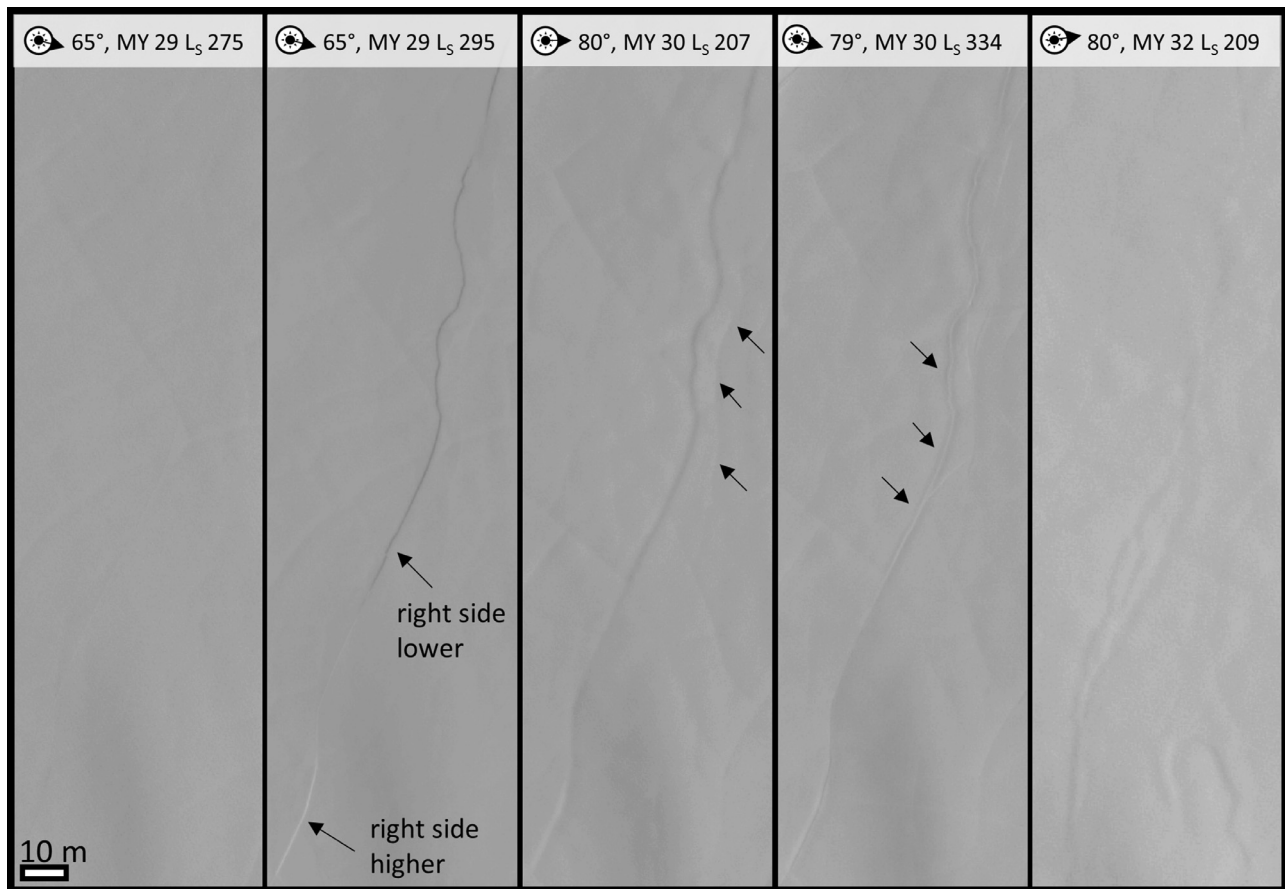 65°, MY 29 LS 275
65°, MY 29 LS 295
80°, MY 30 LS 207
79°, MY 30 LS 334
80°, MY 32 LS 209
right side
lower
right side
higher
10 m